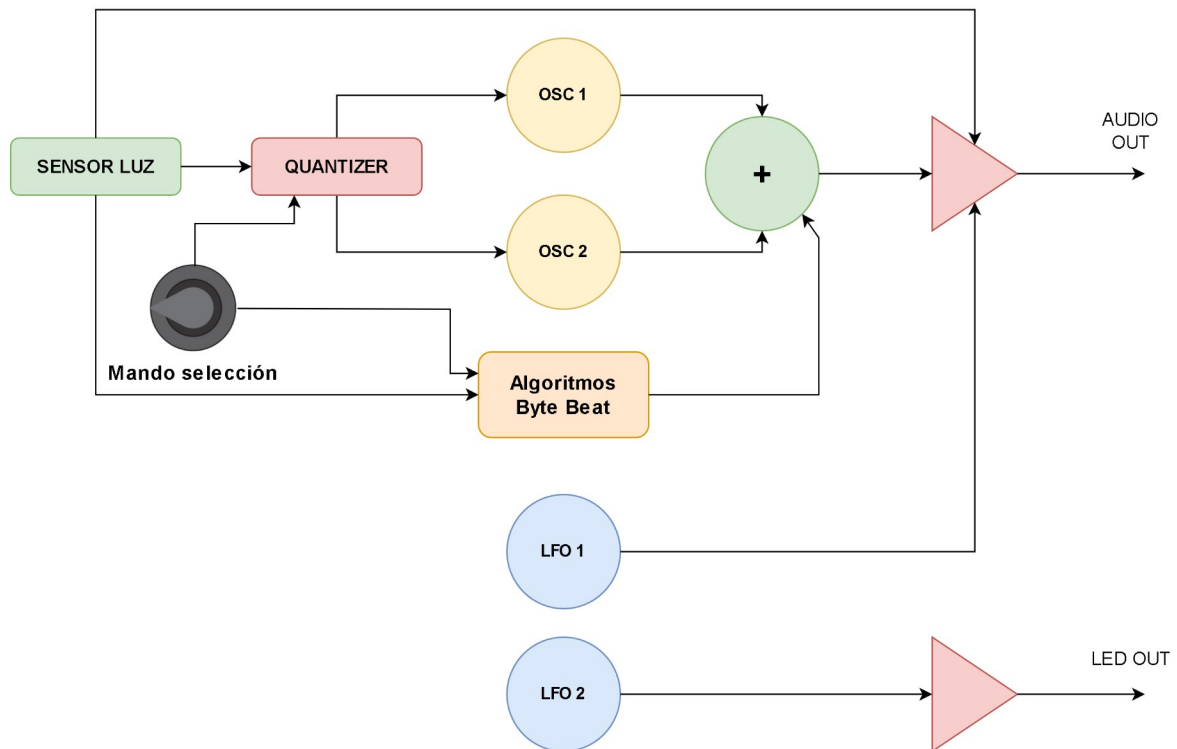 OSC 1
AUDIO
OUT
SENSOR LUZ
QUANTIZER
+
OSC 2
Mando selección
Algoritmos
Byte Beat
LFO 1
LFO 2
LED OUT